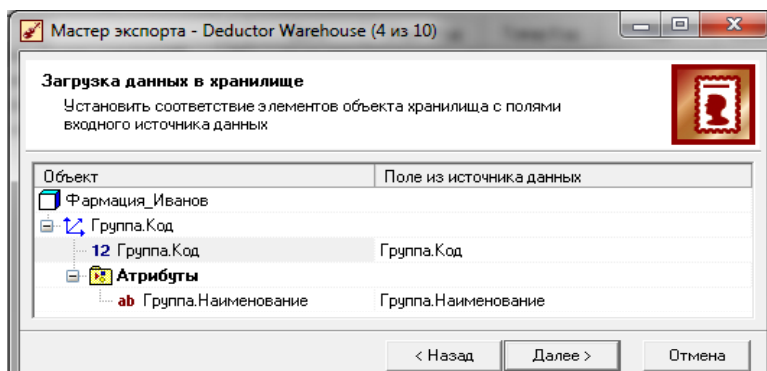 Мастер экспорта - Deductor Warehouse (4 из 10)
Загрузка данных в хранилище
Установить соответствие элементов объекта хранилища с полями
входного источника данных
Объект Поле из источника данных
Фармация_Иванов
Группа.Код
12 Группа.Код Группа.Код
Атрибуты
ab Группа.Наименование Группа.Наименование
< Назад Далее > Отмена